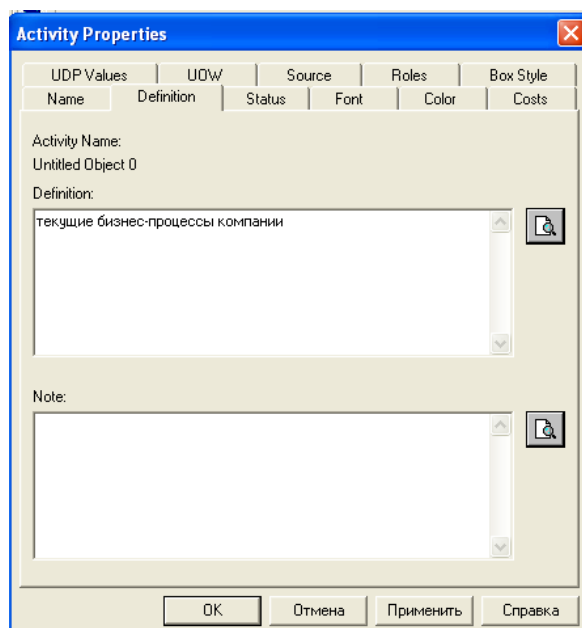 Activity Properties
UDP Values UOW Source Roles Box Style
Name Definition Status Font Color Costs
Activity Name:
Untitled Object 0
Definition:
текущие бизнес-процессы компании
Note:
OK Отмена Применить Справка